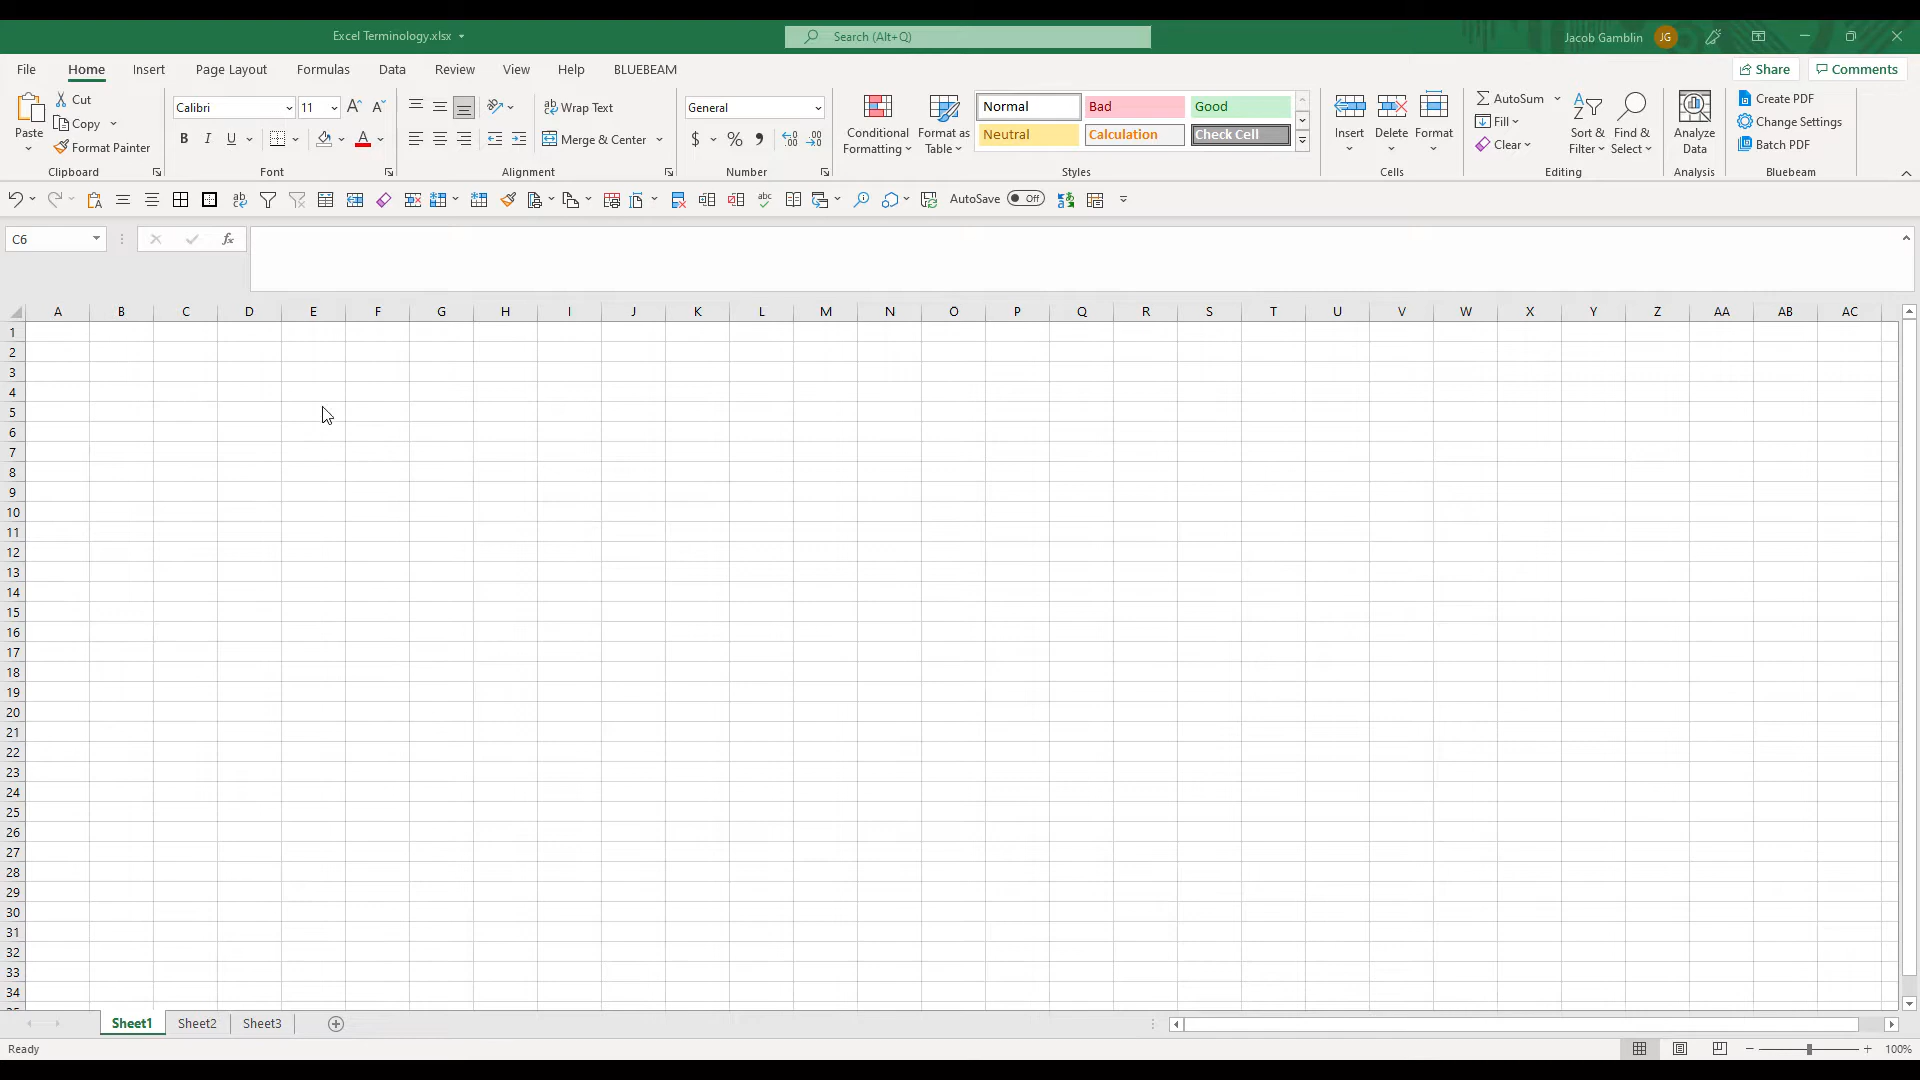 Excel Terminology.xlsx
Search (Alt+Q)
Jacob Gamblin
JG
File Home Insert Page Layout Formulas Data Review View Help BLUEBEAM
Share Comments
Paste
Cut
Copy
Format Painter
Clipboard
Calibri 11
B I U A
Font
Wrap Text
Merge & Center
Alignment
General
$ %
Number
Conditional Formatting
Format as Table
Normal Bad Good
Neutral Calculation Check Cell
Styles
Insert Delete Format
Cells
AutoSum
Fill
Clear
Sort & Filter
Find & Select
Editing
Analyze Data
Analysis
Create PDF
Change Settings
Batch PDF
Bluebeam
AutoSave Off
C6
fx
A B C D E F G H I J K L M N O P Q R S T U V W X Y Z AA AB AC
1
2
3
4
5
6
7
8
9
10
11
12
13
14
15
16
17
18
19
20
21
22
23
24
25
26
27
28
29
30
31
32
33
34
Sheet1 Sheet2 Sheet3
Ready
100%